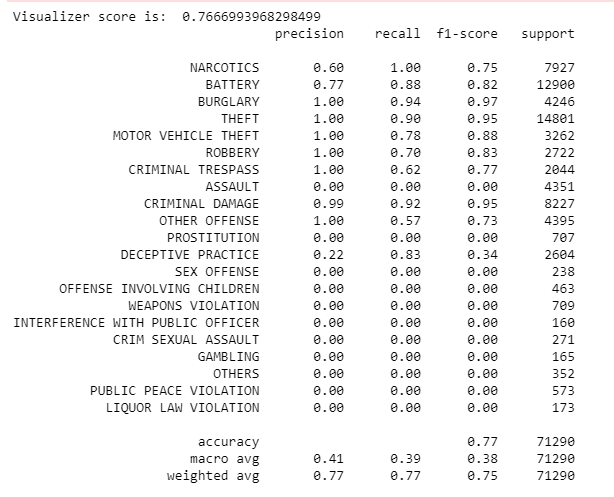 Visualizer score is:  0.7666993968298499
precision recall f1-score support
NARCOTICS 0.60 1.00 0.75 7927
BATTERY 0.77 0.88 0.82 12900
BURGLARY 1.00 0.94 0.97 4246
THEFT 1.00 0.90 0.95 14801
MOTOR VEHICLE THEFT 1.00 0.78 0.88 3262
ROBBERY 1.00 0.70 0.83 2722
CRIMINAL TRESPASS 1.00 0.62 0.77 2044
ASSAULT 0.00 0.00 0.00 4351
CRIMINAL DAMAGE 0.99 0.92 0.95 8227
OTHER OFFENSE 1.00 0.57 0.73 4395
PROSTITUTION 0.00 0.00 0.00 707
DECEPTIVE PRACTICE 0.22 0.83 0.34 2604
SEX OFFENSE 0.00 0.00 0.00 238
OFFENSE INVOLVING CHILDREN 0.00 0.00 0.00 463
WEAPONS VIOLATION 0.00 0.00 0.00 709
INTERFERENCE WITH PUBLIC OFFICER 0.00 0.00 0.00 160
CRIM SEXUAL ASSAULT 0.00 0.00 0.00 271
GAMBLING 0.00 0.00 0.00 165
OTHERS 0.00 0.00 0.00 352
PUBLIC PEACE VIOLATION 0.00 0.00 0.00 573
LIQUOR LAW VIOLATION 0.00 0.00 0.00 173
accuracy 0.77 71290
macro avg 0.41 0.39 0.38 71290
weighted avg 0.77 0.77 0.75 71290